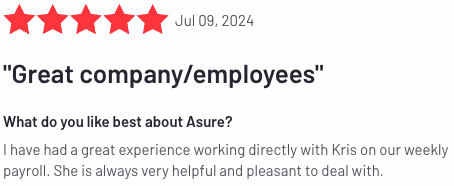 Jul 09, 2024
"Great company/employees"
What do you like best about Asure?
I have had a great experience working directly with Kris on our weekly
payroll. She is always very helpful and pleasant to deal with.